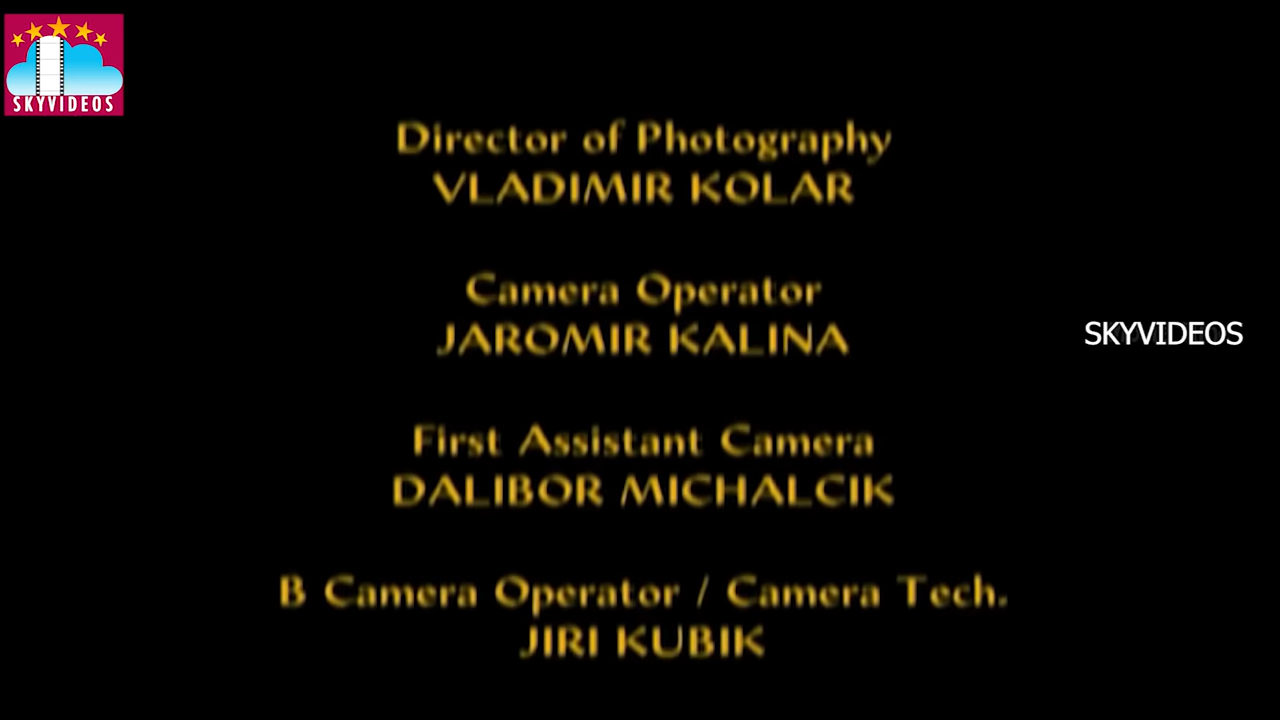 SKYVIDEOS
Director of Photography
VLADIMIR KOLAR
Camera Operator
JAROMIR KALINA
SKYVIDEOS
First Assistant Camera
DALIBOR MICHALCIK
B Camera Operator / Camera Tech.
JIRI KUBIK